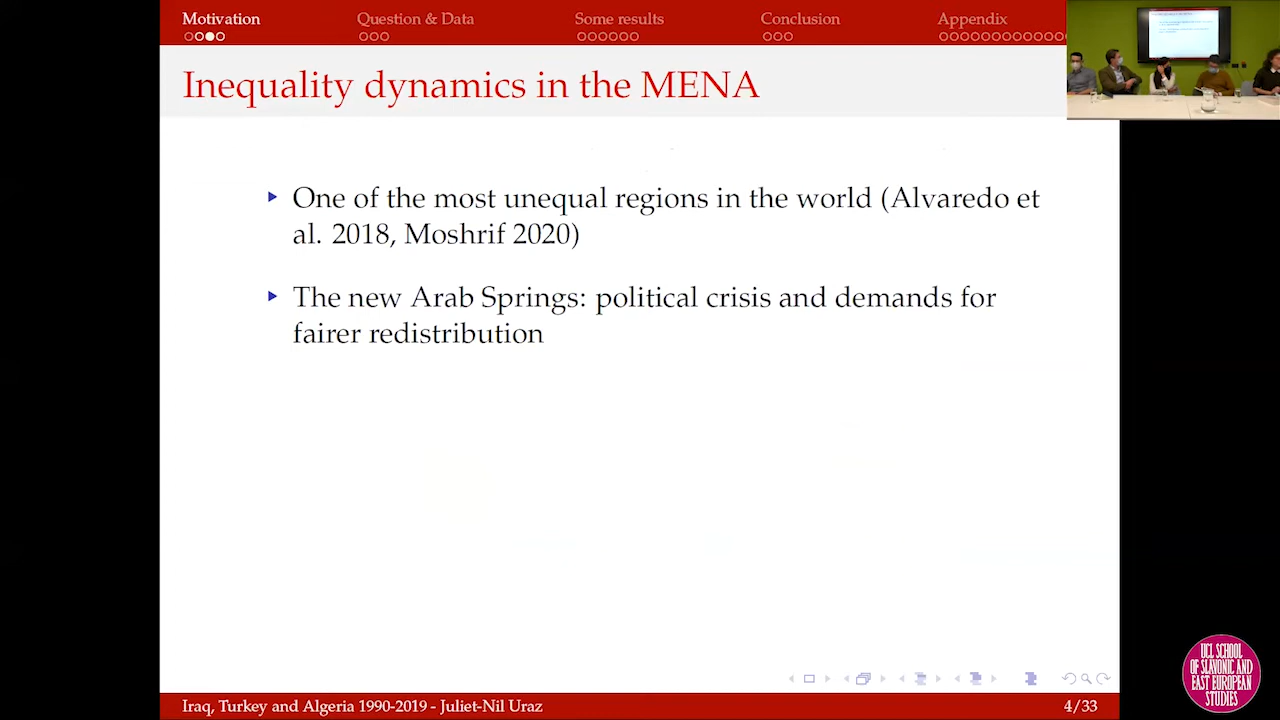 Motivation
Question & Data
Some results
Conclusion
Appendix
Inequality dynamics in the MENA
One of the most unequal regions in the world (Alvaredo et
al. 2018, Moshrif 2020)
The new Arab Springs: political crisis and demands for
fairer redistribution
Iraq, Turkey and Algeria 1990-2019 - Juliet-Nil Uraz
4/33
UCL SCHOOL
OF SLAVONIC AND
EAST EUROPEAN
STUDIES